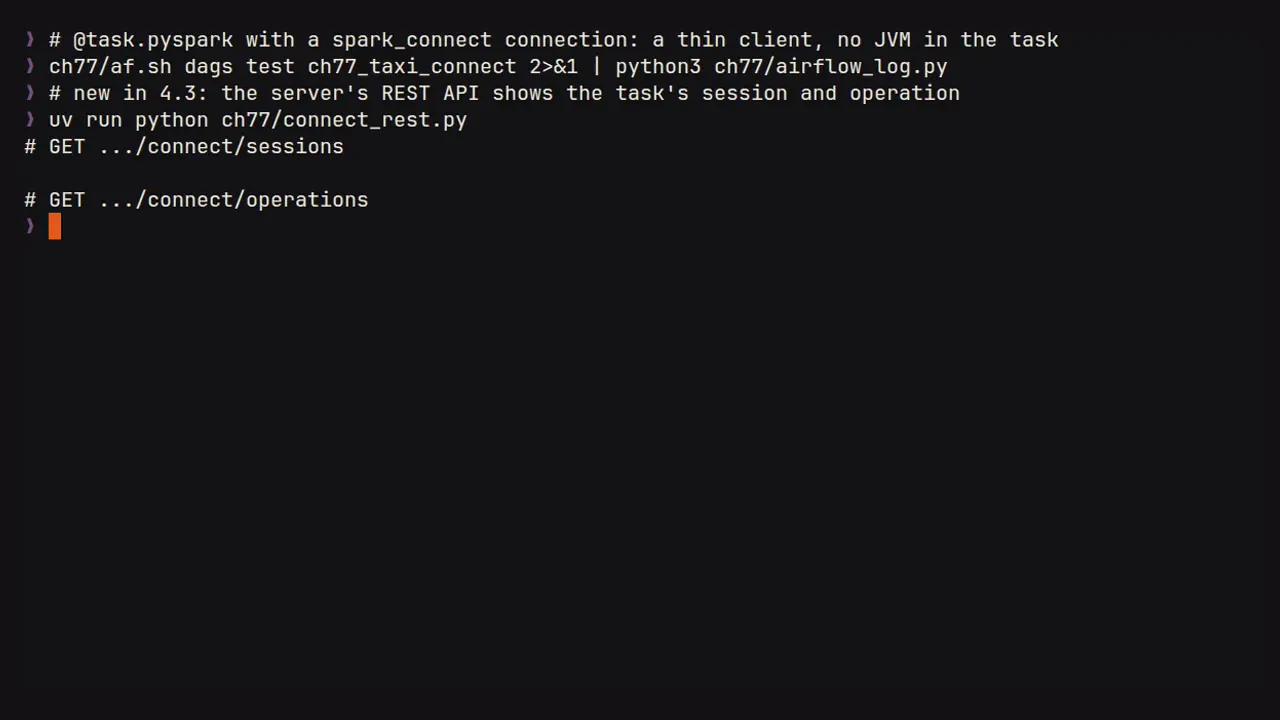 ❯ # @task.pyspark with a spark_connect connection: a thin client, no JVM in the task
❯ ch77/af.sh dags test ch77_taxi_connect 2>&1 | python3 ch77/airflow_log.py
❯ # new in 4.3: the server's REST API shows the task's session and operation
❯ uv run python ch77/connect_rest.py
# GET .../connect/sessions
# GET .../connect/operations
❯